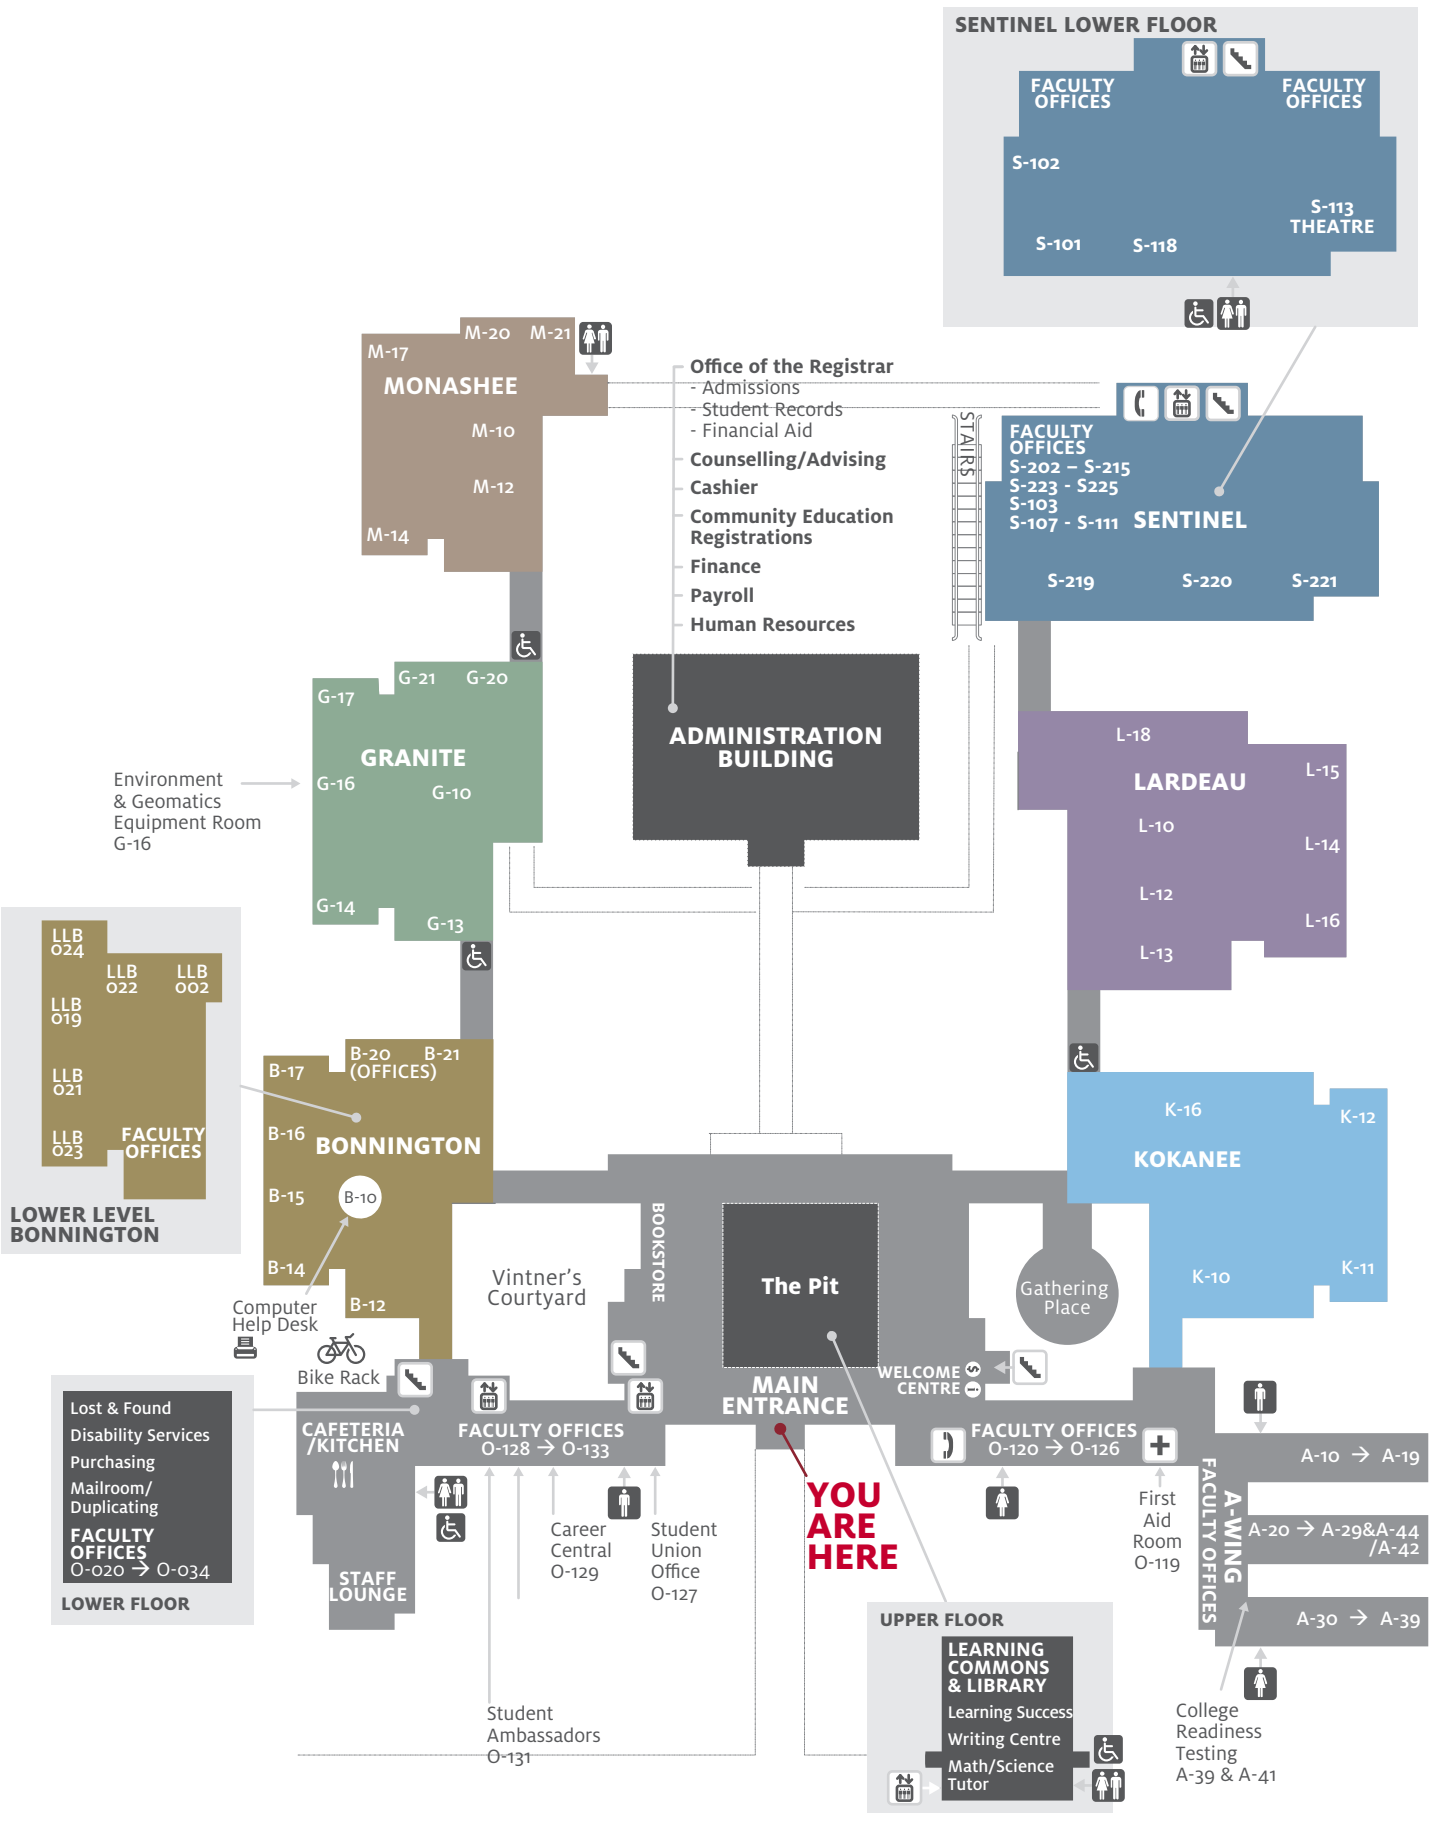 SENTINEL LOWER FLOOR
FACULTY
OFFICES
FACULTY
OFFICES
S-102
S-113
THEATRE
S-101
S-118
M-20
M-21
M-17
MONASHEE
M-10
M-12
M-14
Office of the Registrar
- Admissions
- Student Records
- Financial Aid
Counselling/Advising
Cashier
Community Education
Registrations
Finance
Payroll
Human Resources
STAIRS
FACULTY
OFFICES
S-202 – S-215
S-223 - S225
S-103
S-107 - S-111
SENTINEL
S-219
S-220
S-221
G-21
G-20
G-17
GRANITE
G-16
G-10
G-14
G-13
Environment
& Geomatics
Equipment Room
G-16
ADMINISTRATION
BUILDING
L-18
LARDEAU
L-15
L-10
L-14
L-12
L-16
L-13
LLB
024
LLB
022
LLB
002
LLB
019
LLB
021
LLB
023
FACULTY
OFFICES
LOWER LEVEL
BONNINGTON
B-20
(OFFICES)
B-21
B-17
B-16
BONNINGTON
B-15
B-10
B-14
B-12
Computer
Help Desk
Bike Rack
K-16
K-12
KOKANEE
K-10
K-11
BOOKSTORE
Vintner's
Courtyard
The Pit
Gathering
Place
WELCOME
CENTRE
$
i
MAIN
ENTRANCE
Lost & Found
Disability Services
Purchasing
Mailroom/
Duplicating
FACULTY
OFFICES
O-020 → O-034
LOWER FLOOR
CAFETERIA
/KITCHEN
FACULTY OFFICES
O-128 → O-133
STAFF
LOUNGE
Career
Central
O-129
Student
Union
Office
O-127
Student
Ambassadors
O-131
YOU
ARE
HERE
FACULTY OFFICES
O-120 → O-126
First
Aid
Room
O-119
A-WING
FACULTY OFFICES
A-10 → A-19
A-20 → A-29&A-44
/A-42
A-30 → A-39
College
Readiness
Testing
A-39 & A-41
UPPER FLOOR
LEARNING
COMMONS
& LIBRARY
Learning Success
Writing Centre
Math/Science
Tutor